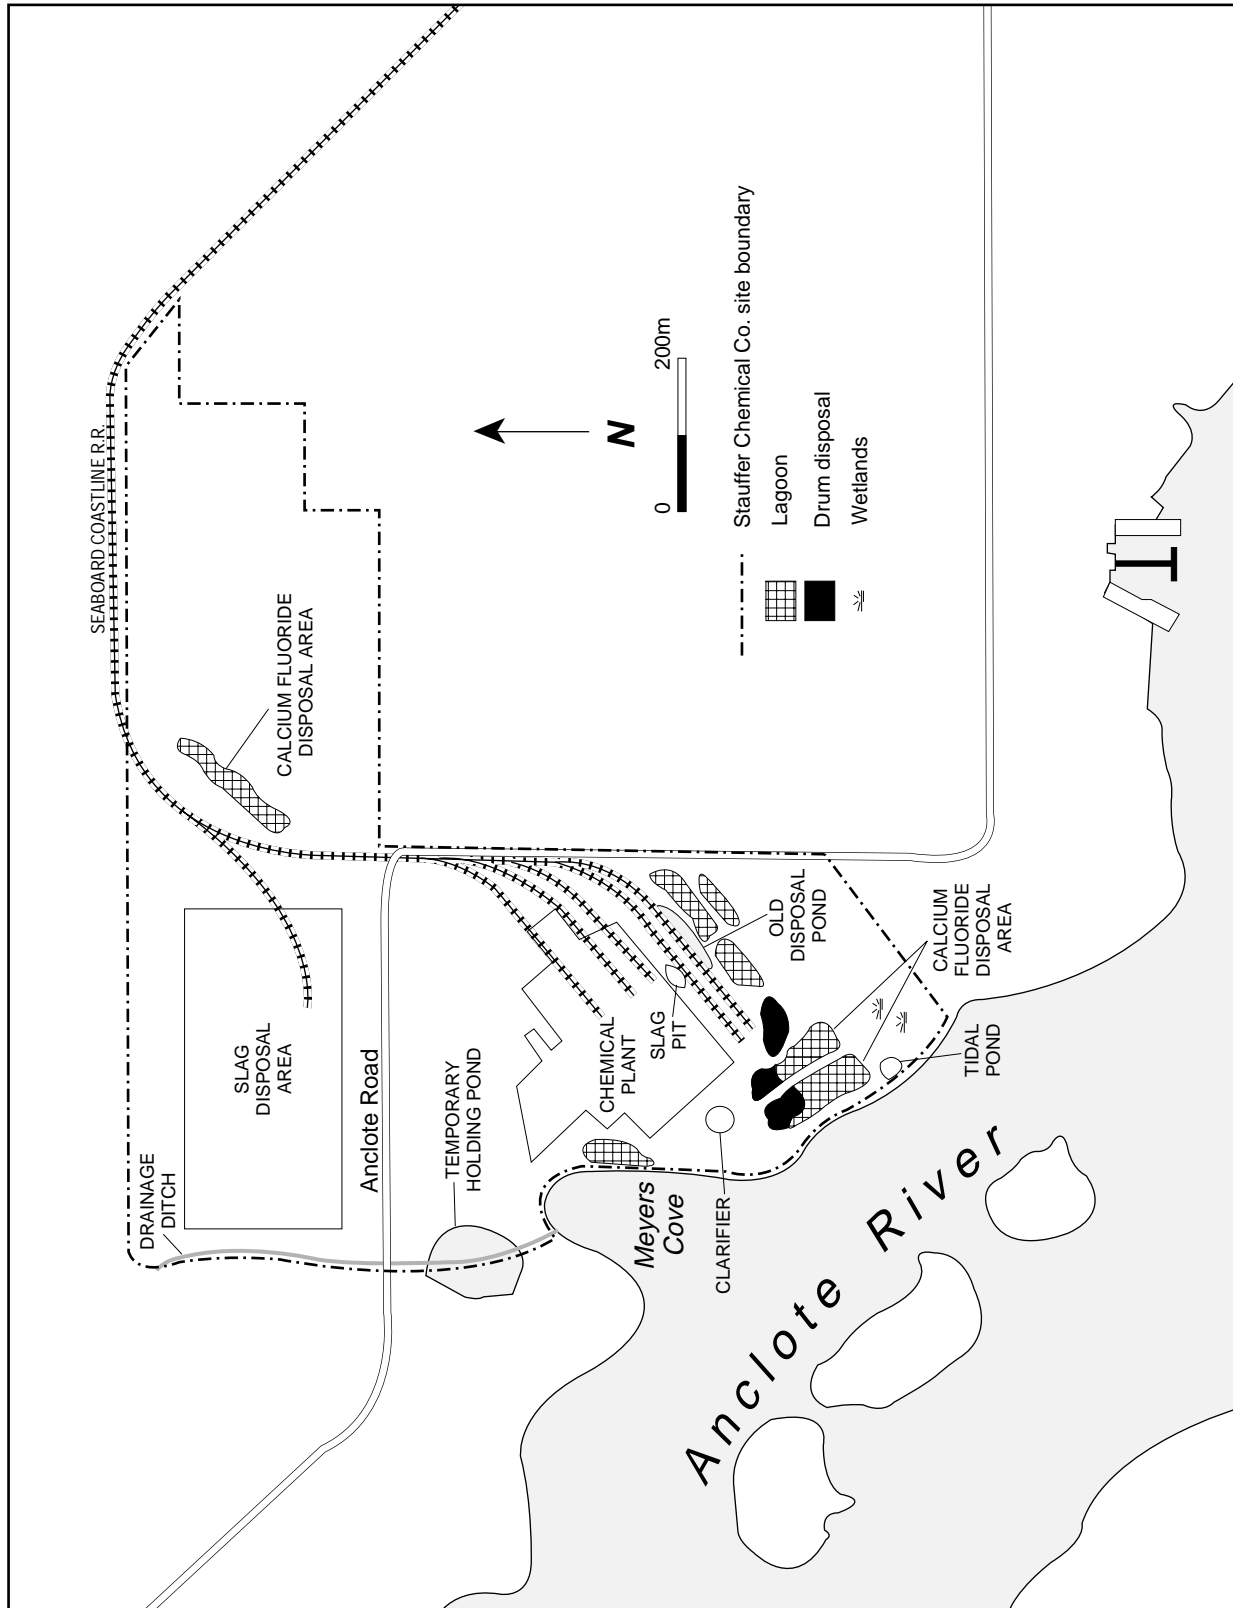 SEABOARD COASTLINE R.R.
CALCIUM FLUORIDE
DISPOSAL AREA
SLAG
DISPOSAL
AREA
DRAINAGE
DITCH
Anclote Road
TEMPORARY
HOLDING POND
CHEMICAL
PLANT
SLAG
PIT
OLD
DISPOSAL
POND
CALCIUM
FLUORIDE
DISPOSAL
AREA
TIDAL
POND
CLARIFIER
Meyers
Cove
Anclote River
N
0 200m
Stauffer Chemical Co. site boundary
Lagoon
Drum disposal
Wetlands